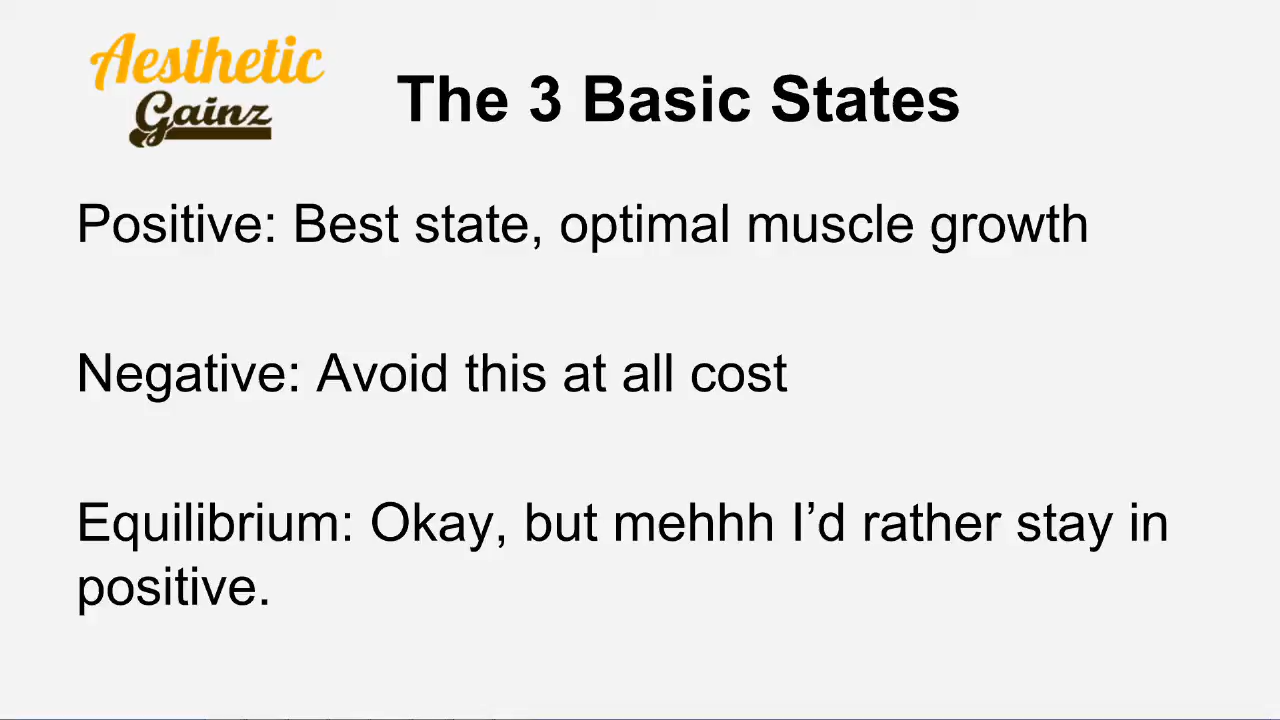 Aesthetic
Gainz
The 3 Basic States
Positive: Best state, optimal muscle growth
Negative: Avoid this at all cost
Equilibrium: Okay, but mehhh I’d rather stay in
positive.